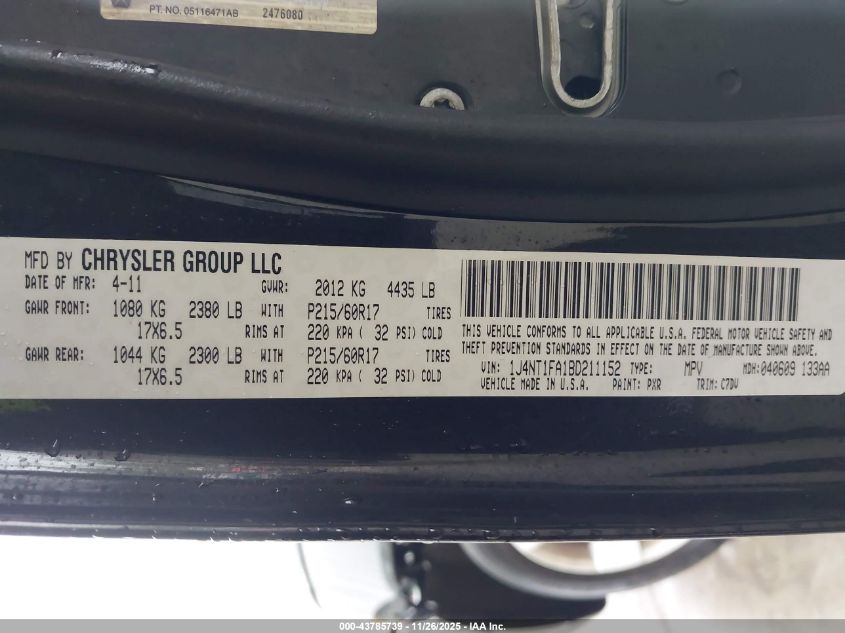 PT. NO. 05116471AB 2476080
MFD BY CHRYSLER GROUP LLC
DATE OF MFR: 4-11 GVWR: 2012 KG 4435 LB
GAWR FRONT: 1080 KG 2380 LB WITH P215/60R17 TIRES
17X6.5 RIMS AT 220 KPA ( 32 PSI) COLD
GAWR REAR: 1044 KG 2300 LB WITH P215/60R17 TIRES
17X6.5 RIMS AT 220 KPA ( 32 PSI) COLD
THIS VEHICLE CONFORMS TO ALL APPLICABLE U.S.A. FEDERAL MOTOR VEHICLE SAFETY AND
THEFT PREVENTION STANDARDS IN EFFECT ON THE DATE OF MANUFACTURE SHOWN ABOVE.
VIN: 1J4NT1FA1BD211152 TYPE: MPV MDH: 040609 133AA
VEHICLE MADE IN U.S.A. PAINT: PXR TRIM: C7DV
000-43785739 - 11/26/2025 - IAA Inc.